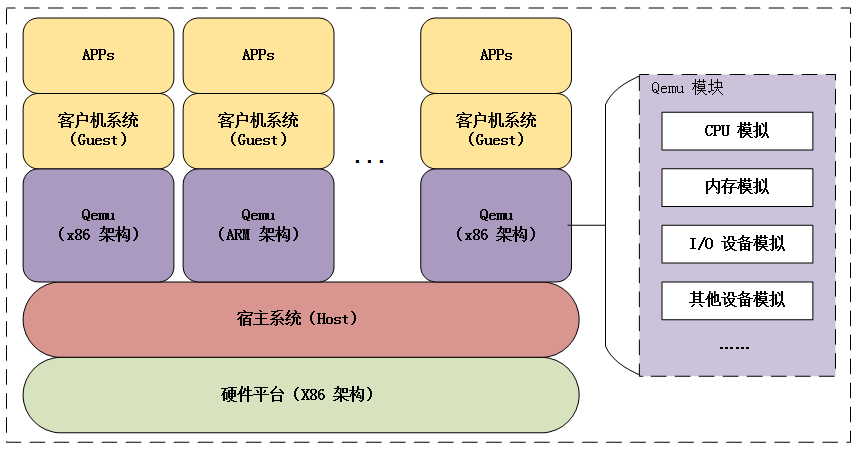 APPs
APPs
APPs
客户机系统
（Guest）
客户机系统
（Guest）
...
客户机系统
（Guest）
Qemu
（x86 架构）
Qemu
（ARM 架构）
Qemu
（x86 架构）
宿主系统（Host）
硬件平台（X86 架构）
Qemu 模块
CPU 模拟
内存模拟
I/O 设备模拟
其他设备模拟
……